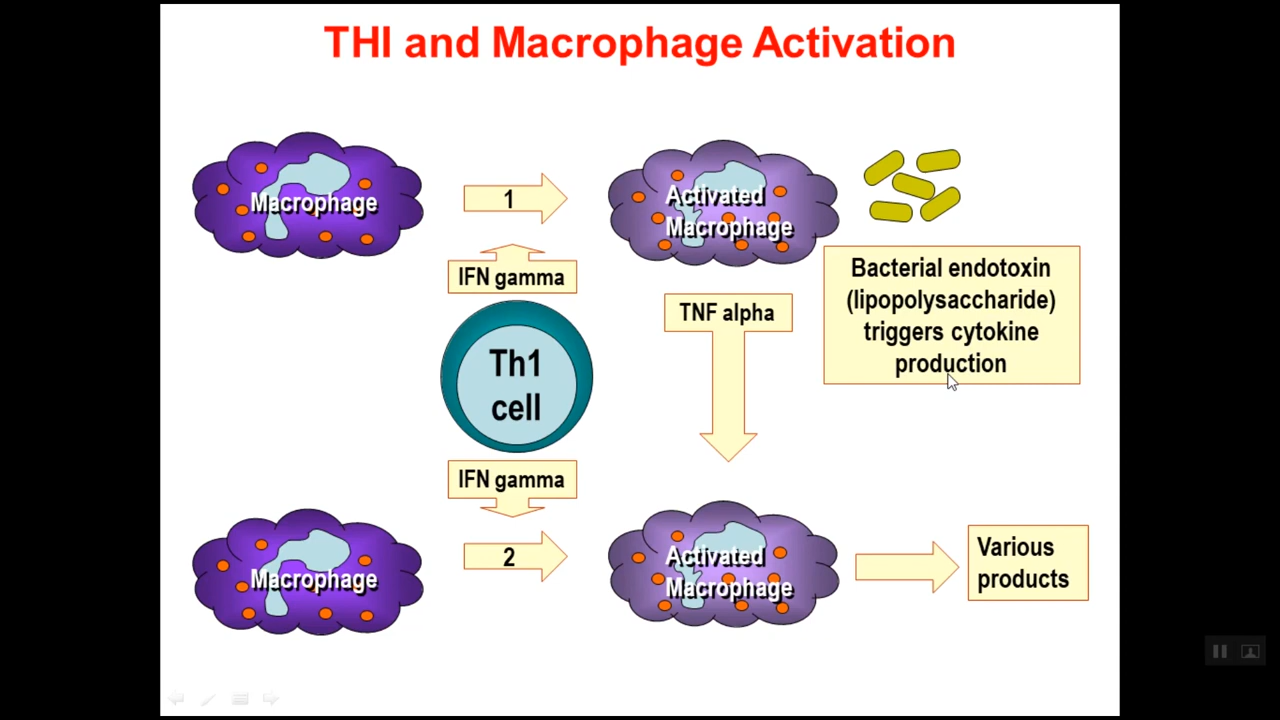 THI and Macrophage Activation
Macrophage
1
Activated
Macrophage
IFN gamma
TNF alpha
Bacterial endotoxin
(lipopolysaccharide)
triggers cytokine
production
Th1
cell
IFN gamma
Macrophage
2
Activated
Macrophage
Various
products